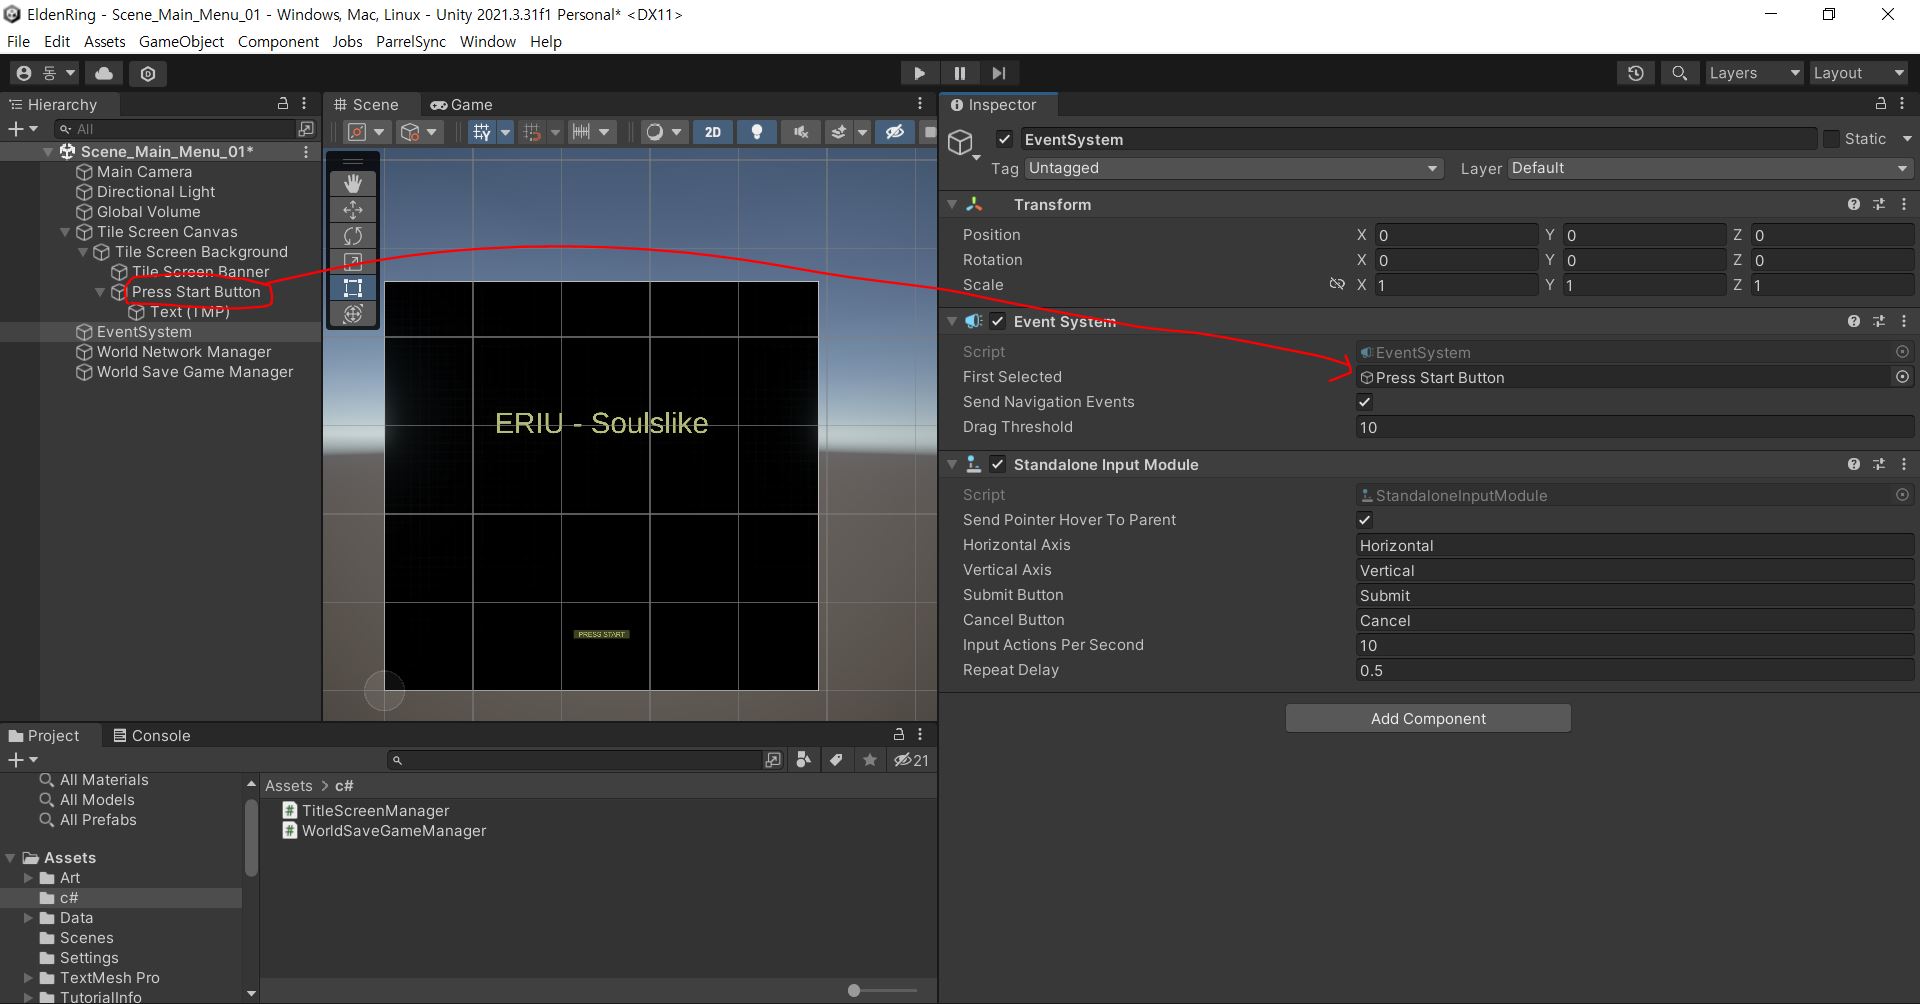 EldenRing - Scene_Main_Menu_01 - Windows, Mac, Linux - Unity 2021.3.31f1 Personal* <DX11>
File Edit Assets GameObject Component Jobs ParrelSync Window Help
동 Layers Layout
Hierarchy
All
Scene_Main_Menu_01*
Main Camera
Directional Light
Global Volume
Tile Screen Canvas
Tile Screen Background
Tile Screen Banner
Press Start Button
Text (TMP)
EventSystem
World Network Manager
World Save Game Manager
Scene Game
2D
ERIU - Soulslike
PRESS START
Inspector
EventSystem Static
Tag Untagged Layer Default
Transform
Position X 0 Y 0 Z 0
Rotation X 0 Y 0 Z 0
Scale X 1 Y 1 Z 1
Event System
Script EventSystem
First Selected Press Start Button
Send Navigation Events
Drag Threshold 10
Standalone Input Module
Script StandaloneInputModule
Send Pointer Hover To Parent
Horizontal Axis Horizontal
Vertical Axis Vertical
Submit Button Submit
Cancel Button Cancel
Input Actions Per Second 10
Repeat Delay 0.5
Add Component
Project Console
21
All Materials
All Models
All Prefabs
Assets
Art
c#
Data
Scenes
Settings
TextMesh Pro
TutorialInfo
Assets > c#
TitleScreenManager
WorldSaveGameManager